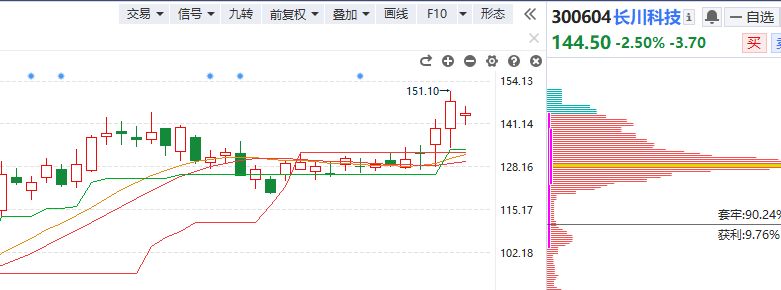 交易 信号 九转 前复权 叠加 画线 F10 形态
300604 长川科技 自选
144.50 -2.50% -3.70
买
151.10
154.13
141.14
128.16
115.17
102.18
套牢:90.24%
获利:9.76%